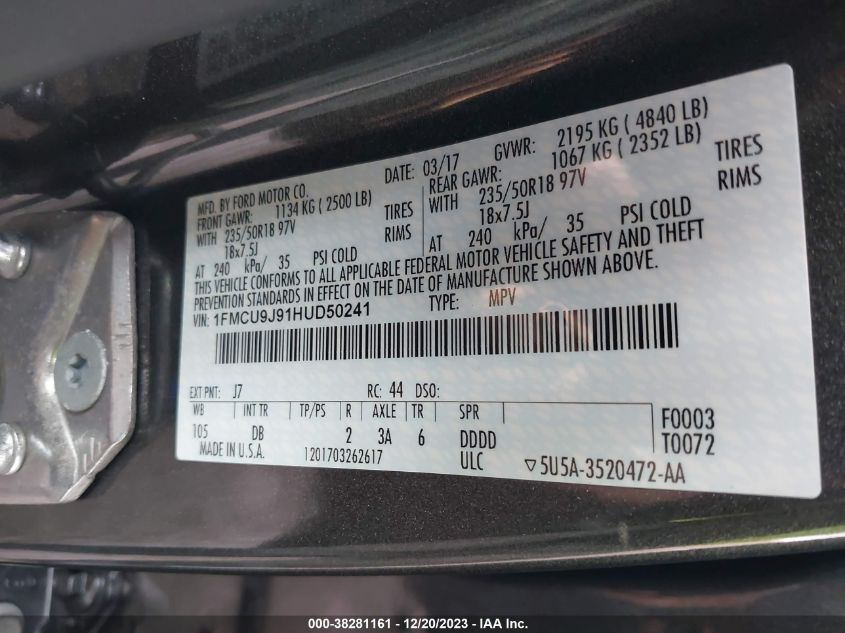 MFD. BY FORD MOTOR CO.
DATE: 03/17
GVWR: 2195 KG ( 4840 LB)
FRONT GAWR: 1134 KG ( 2500 LB)
REAR GAWR: 1067 KG ( 2352 LB)
WITH 235/50R18 97V TIRES
WITH 235/50R18 97V TIRES
18x7.5J RIMS
18x7.5J RIMS
AT 240 kPa/ 35 PSI COLD
AT 240 kPa/ 35 PSI COLD
THIS VEHICLE CONFORMS TO ALL APPLICABLE FEDERAL MOTOR VEHICLE SAFETY AND THEFT
PREVENTION STANDARDS IN EFFECT ON THE DATE OF MANUFACTURE SHOWN ABOVE.
VIN: 1FMCU9J91HUD50241
TYPE: MPV
EXT PNT: J7 RC: 44 DSO:
WB INT TR TP/PS R AXLE TR SPR
105 DB 2 3A 6 DDDD
F0003
T0072
MADE IN U.S.A. 1201703262617 ULC ▽5U5A-3520472-AA
000-38281161 - 12/20/2023 - IAA Inc.